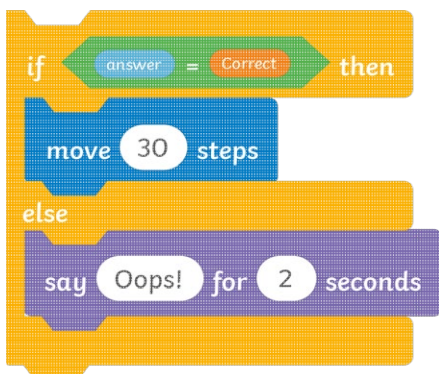 if answer = Correct then
move 30 steps
else
say Oops! for 2 seconds